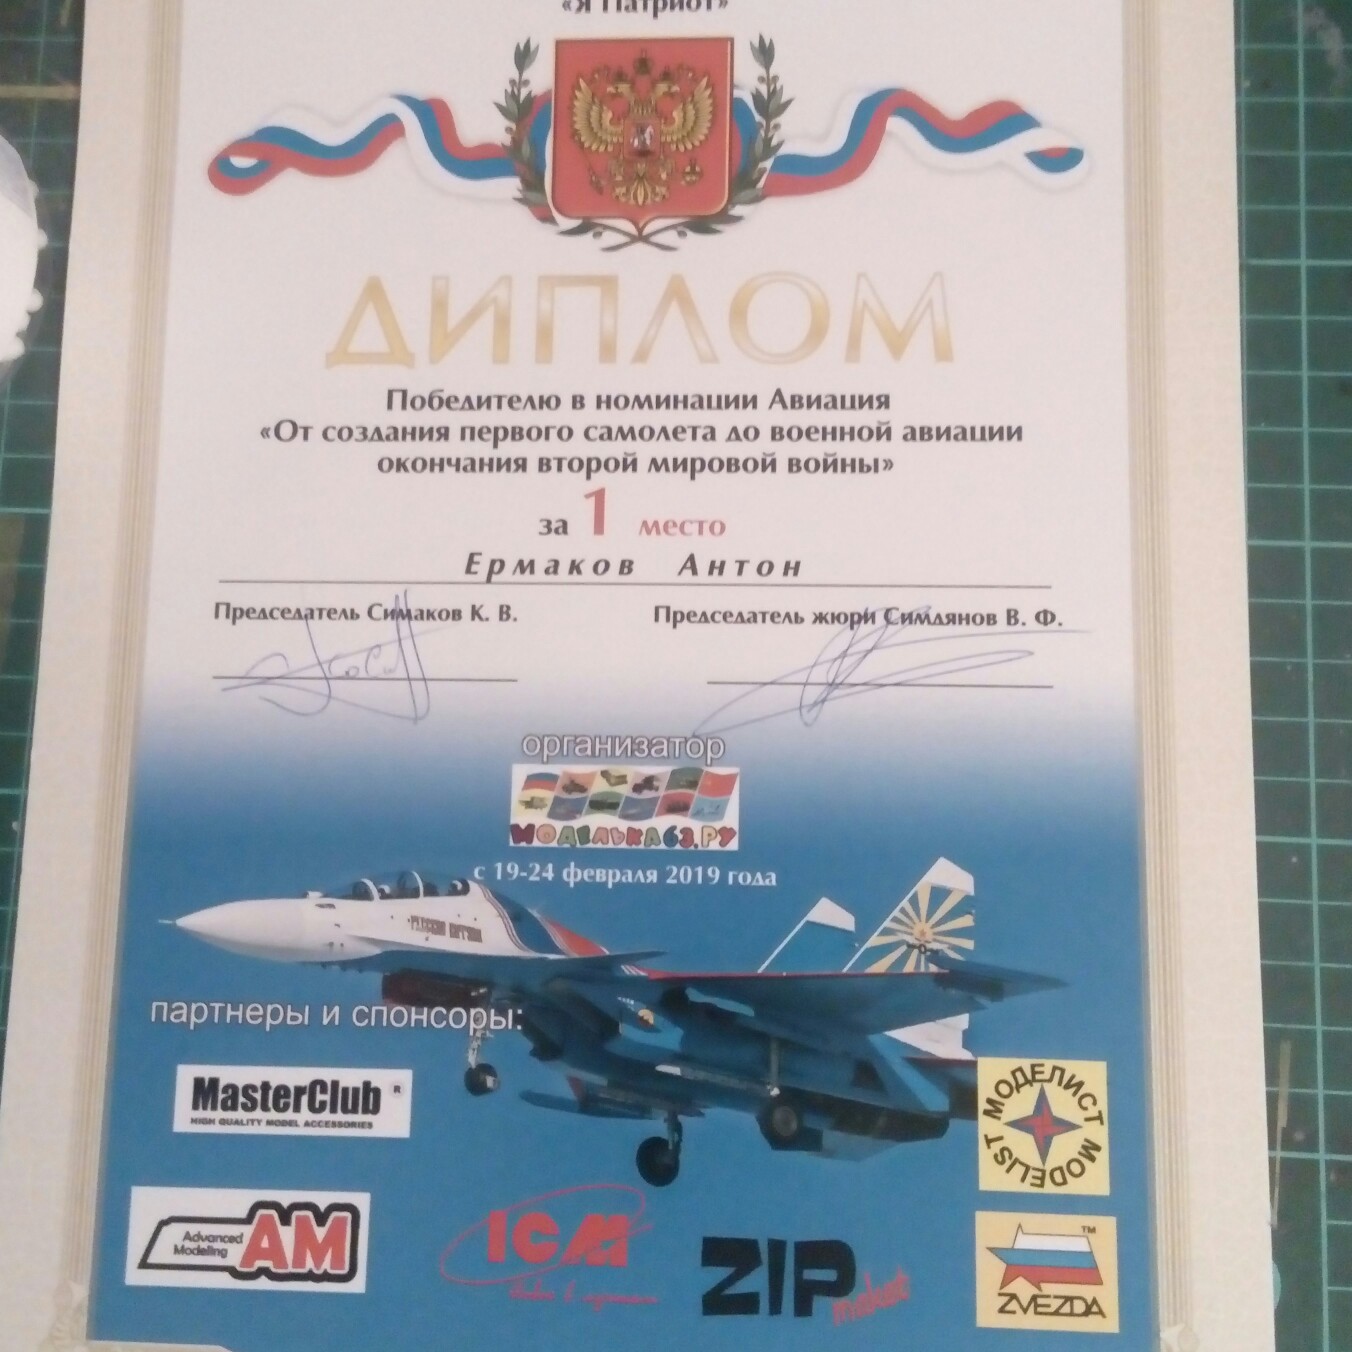 «Я Патриот»
ДИПЛОМ
Победителю в номинации Авиация
«От создания первого самолета до военной авиации
окончания второй мировой войны»
за 1 место
Ермаков Антон
Председатель Симаков К. В. Председатель жюри Симдянов В. Ф.
организатор
МОДЕЛЬКА63.РУ
с 19-24 февраля 2019 года
партнеры и спонсоры:
MasterClub ®
HIGH QUALITY MODEL ACCESSORIES
МОДЕЛИСТ MODELIST
Advanced Modelling AM
ICM
ZIP maket
ZVEZDA ™